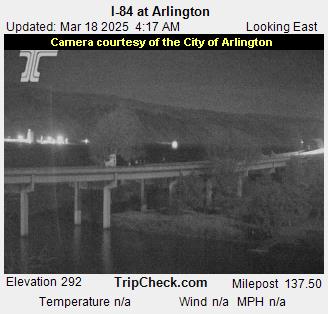 I-84 at Arlington
Updated: Mar 18 2025 4:17 AM Looking East
Camera courtesy of the City of Arlington
Elevation 292 TripCheck.com Milepost 137.50
Temperature n/a Wind n/a MPH n/a